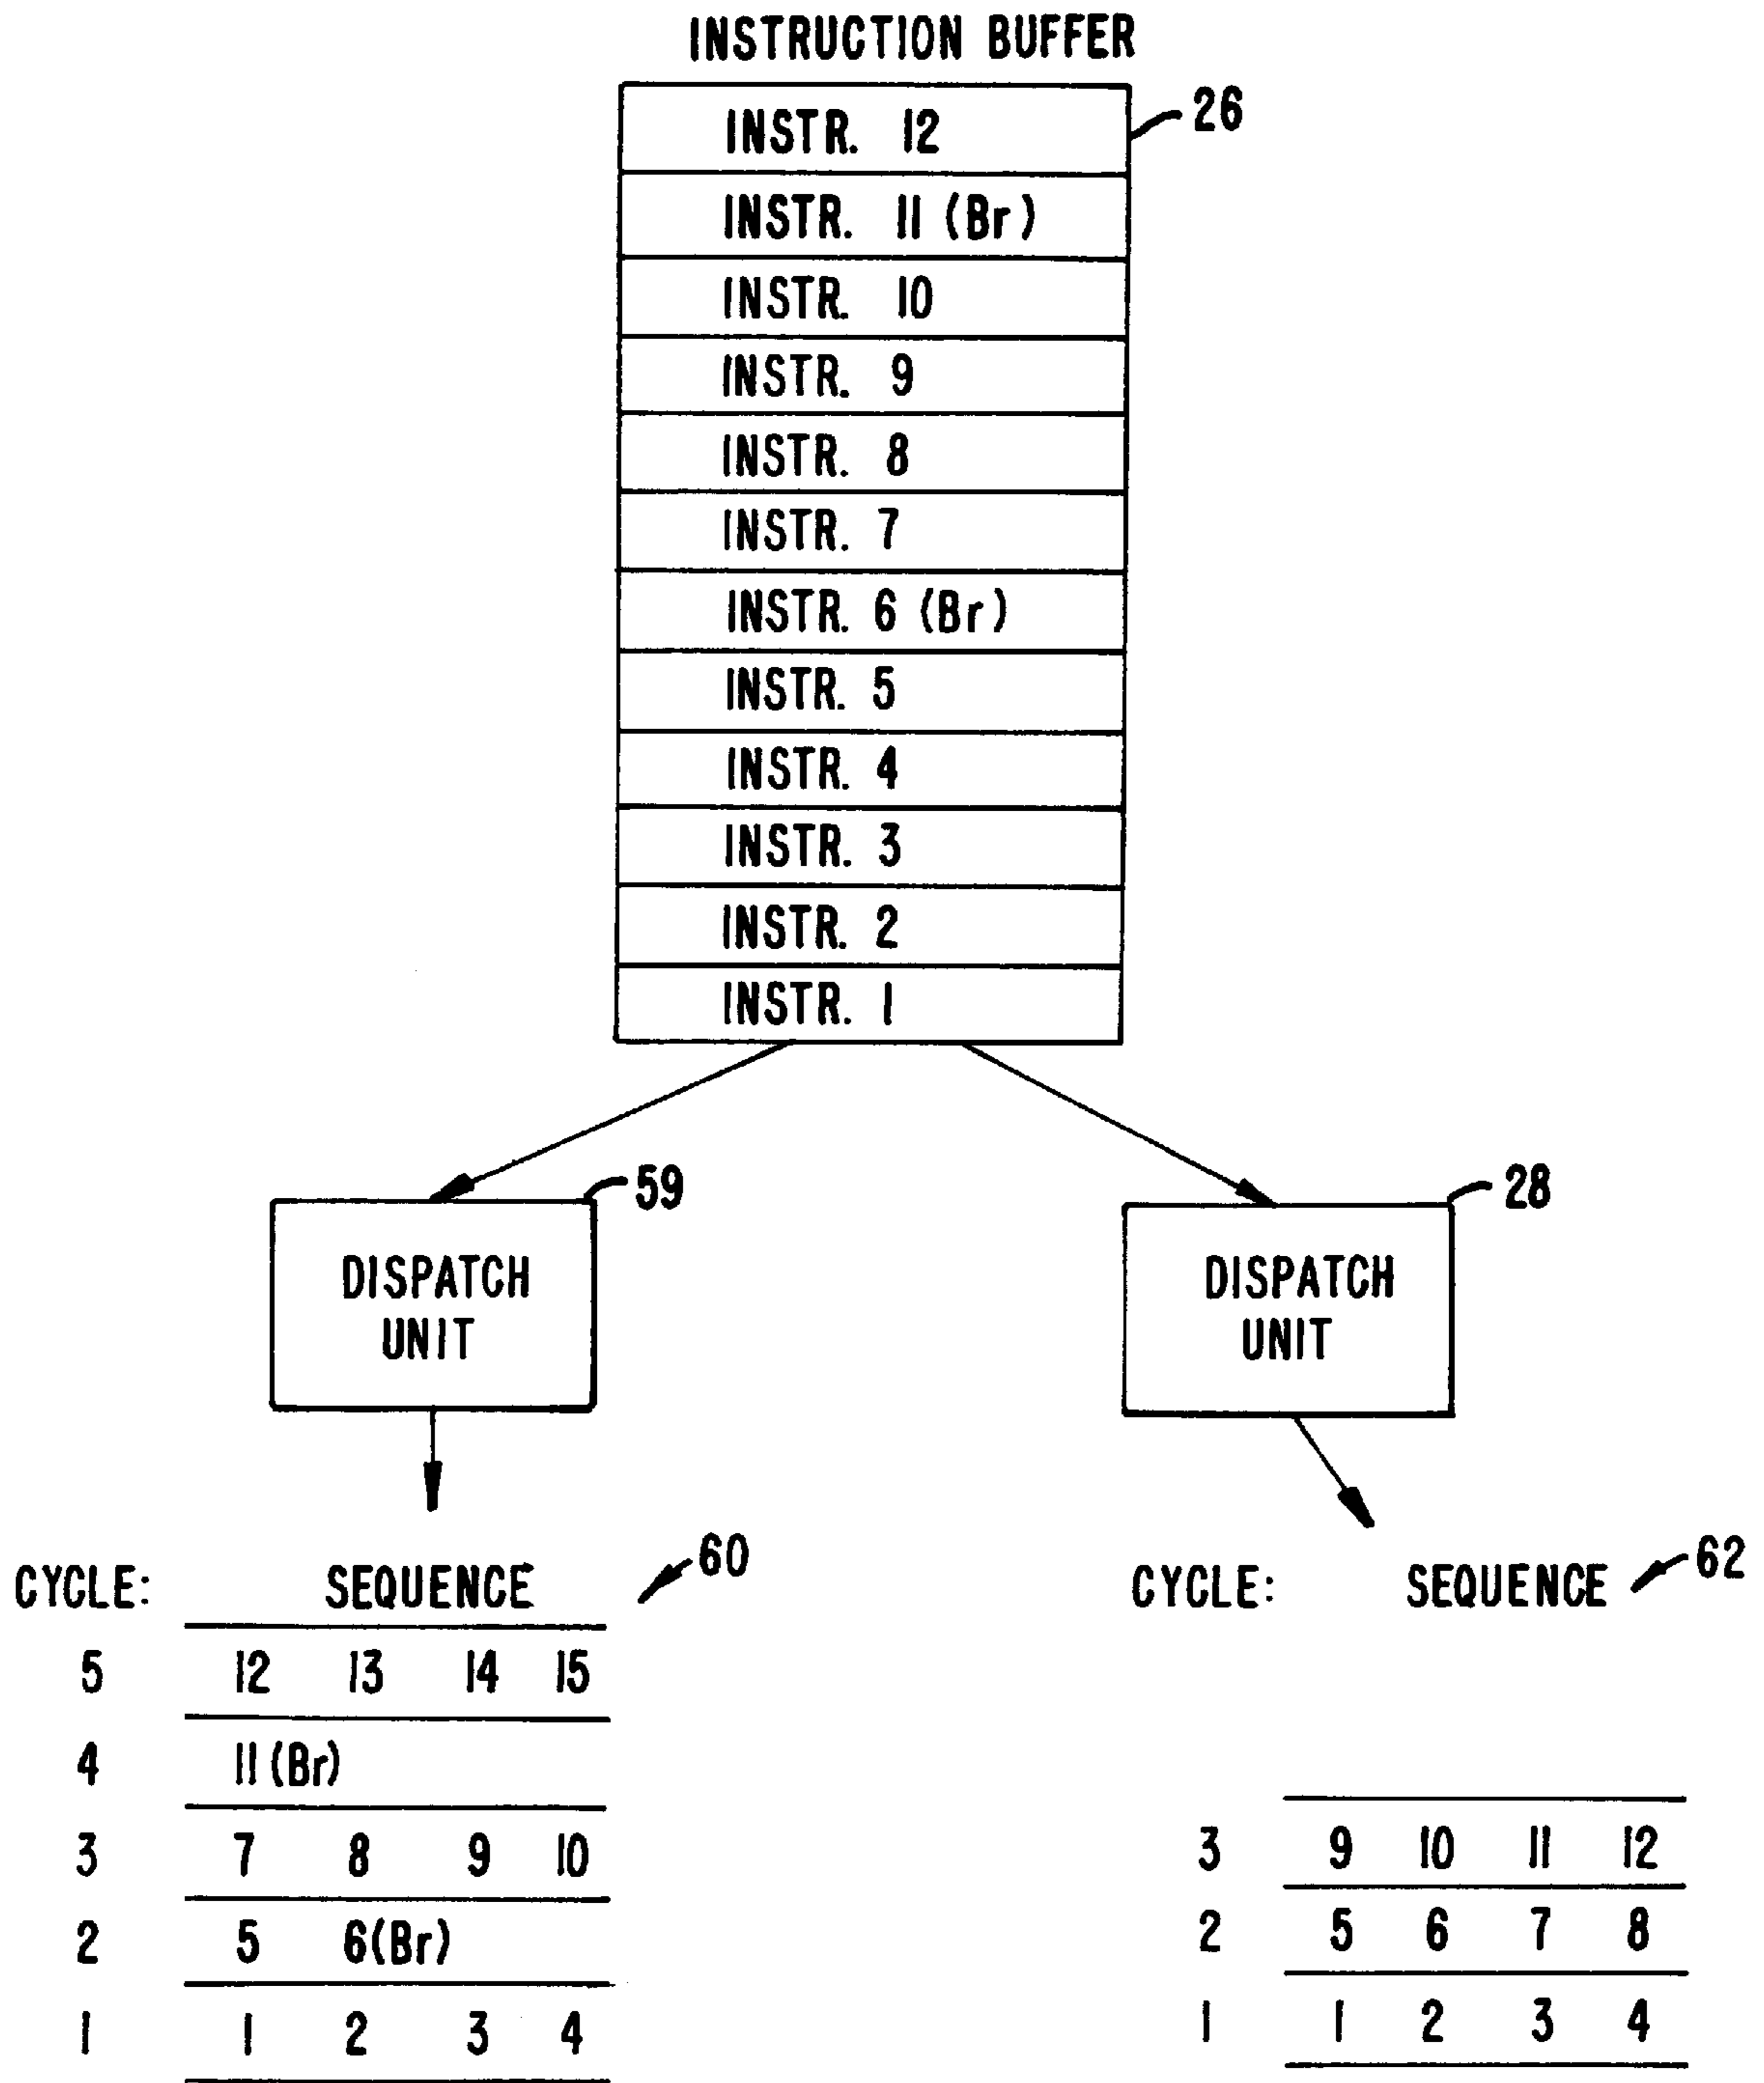 INSTRUCTION BUFFER
INSTR. 12
26
INSTR. 11 (Br)
INSTR. 10
INSTR. 9
INSTR. 8
INSTR. 7
INSTR. 6 (Br)
INSTR. 5
INSTR. 4
INSTR. 3
INSTR. 2
INSTR. 1
59
DISPATCH
UNIT
28
DISPATCH
UNIT
CYCLE: SEQUENCE 60
5 12 13 14 15
4 11 (Br)
3 7 8 9 10
2 5 6(Br)
1 1 2 3 4
CYCLE: SEQUENCE 62
3 9 10 11 12
2 5 6 7 8
1 1 2 3 4